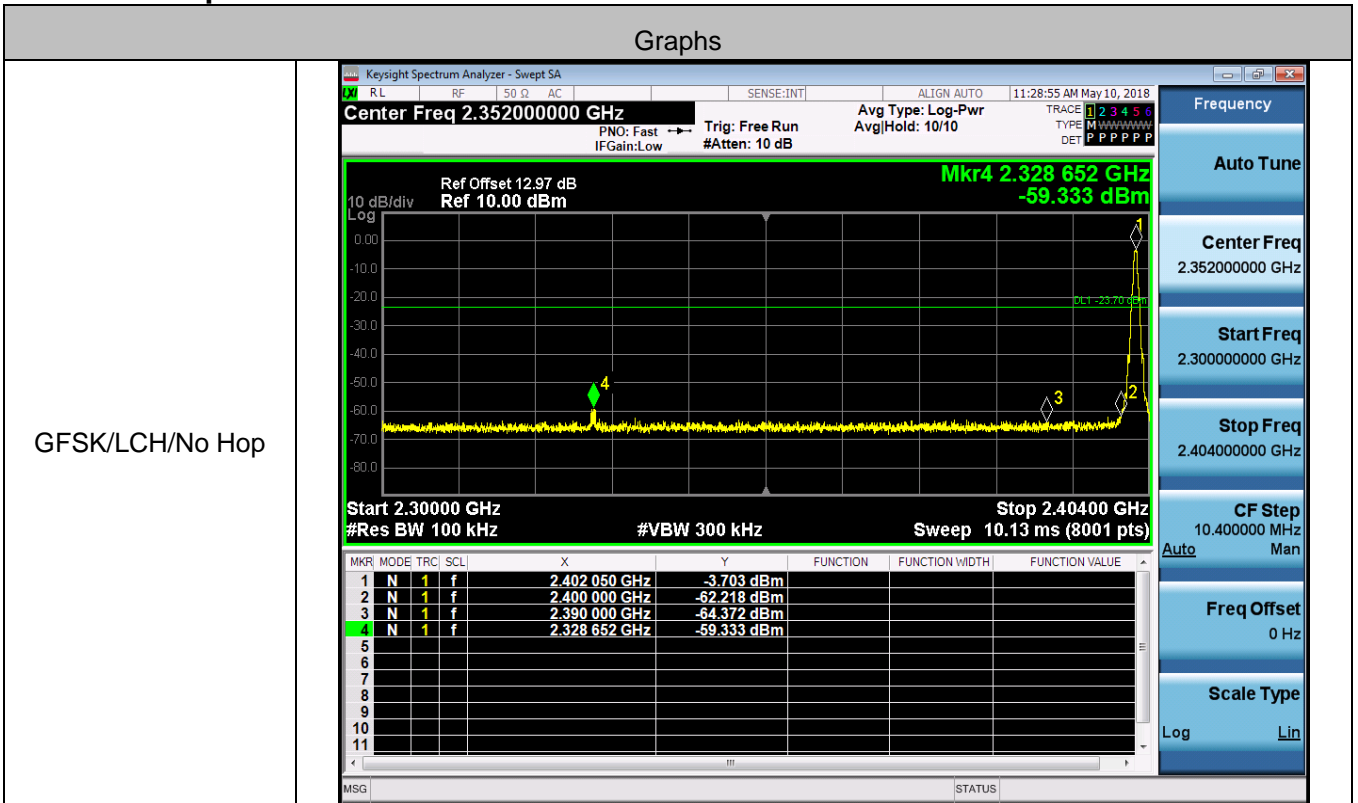 Graphs
GFSK/LCH/No Hop
Keysight Spectrum Analyzer - Swept SA
LXI RL RF 50 Ω AC SENSE:INT ALIGN AUTO 11:28:55 AM May 10, 2018
Center Freq 2.352000000 GHz
PNO: Fast
IFGain:Low
Trig: Free Run
#Atten: 10 dB
Avg Type: Log-Pwr
Avg|Hold: 10/10
TRACE 1 2 3 4 5 6
TYPE M WWWWW
DET P P P P P P
Mkr4 2.328 652 GHz
-59.333 dBm
Ref Offset 12.97 dB
10 dB/div Ref 10.00 dBm
Log
0.00
-10.0
-20.0
-30.0
-40.0
-50.0
-60.0
-70.0
-80.0
1
DL1 -23.70 dBm
4
3
2
Start 2.30000 GHz Stop 2.40400 GHz
#Res BW 100 kHz #VBW 300 kHz Sweep 10.13 ms (8001 pts)
MKR MODE TRC SCL X Y FUNCTION FUNCTION WIDTH FUNCTION VALUE
1 N 1 f 2.402 050 GHz -3.703 dBm
2 N 1 f 2.400 000 GHz -62.218 dBm
3 N 1 f 2.390 000 GHz -64.372 dBm
4 N 1 f 2.328 652 GHz -59.333 dBm
5
6
7
8
9
10
11
MSG STATUS
Frequency
Auto Tune
Center Freq
2.352000000 GHz
Start Freq
2.300000000 GHz
Stop Freq
2.404000000 GHz
CF Step
10.400000 MHz
Auto Man
Freq Offset
0 Hz
Scale Type
Log Lin